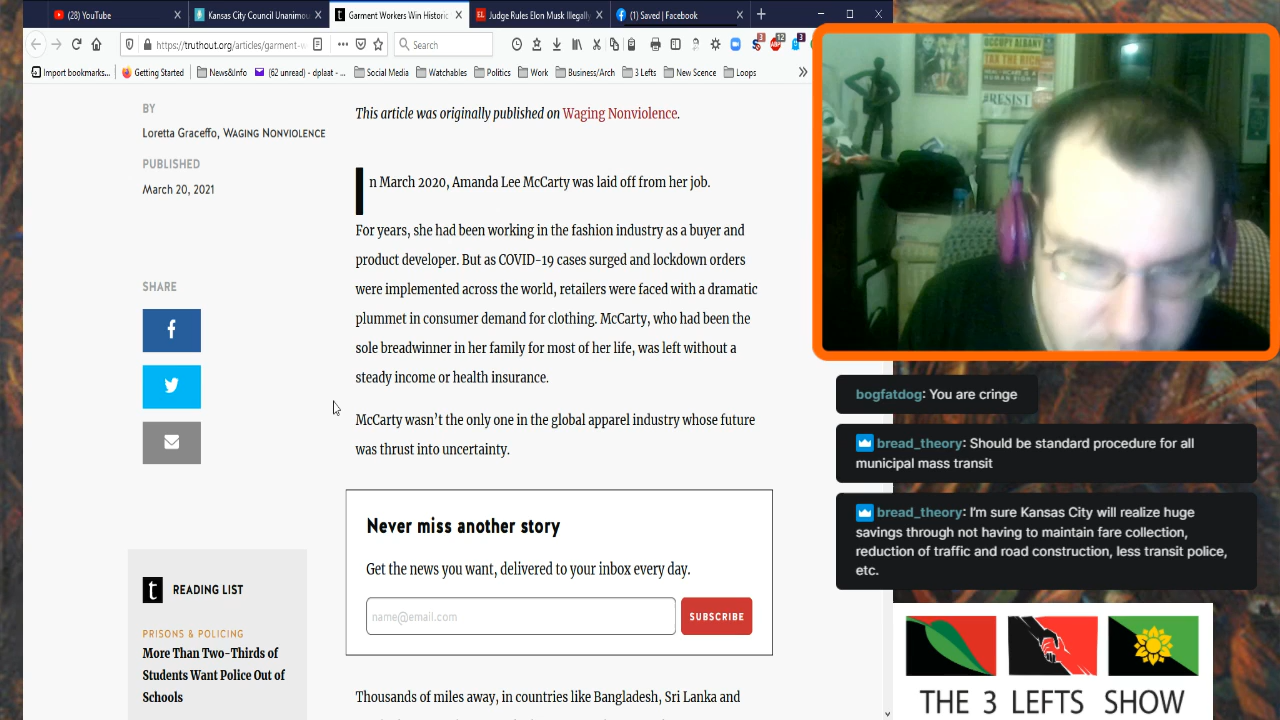 (28) YouTube
Kansas City Council Unanimou
Garment Workers Win Historic
Judge Rules Elon Musk Illegally
(1) Saved | Facebook
https://truthout.org/articles/garment-w
Search
Import bookmarks...
Getting Started
News&Info
(62 unread) - dplaat - ...
Social Media
Watchables
Politics
Work
Business/Arch
3 Lefts
New Scence
Loops
BY
Loretta Graceffo, WAGING NONVIOLENCE
PUBLISHED
March 20, 2021
SHARE
READING LIST
PRISONS & POLICING
More Than Two-Thirds of
Students Want Police Out of
Schools
This article was originally published on Waging Nonviolence.
In March 2020, Amanda Lee McCarty was laid off from her job.
For years, she had been working in the fashion industry as a buyer and
product developer. But as COVID-19 cases surged and lockdown orders
were implemented across the world, retailers were faced with a dramatic
plummet in consumer demand for clothing. McCarty, who had been the
sole breadwinner in her family for most of her life, was left without a
steady income or health insurance.
McCarty wasn't the only one in the global apparel industry whose future
was thrust into uncertainty.
Never miss another story
Get the news you want, delivered to your inbox every day.
name@email.com
SUBSCRIBE
Thousands of miles away, in countries like Bangladesh, Sri Lanka and
OCCUPY ALBANY
TAX THE RICH
#RESIST
bogfatdog: You are cringe
bread_theory: Should be standard procedure for all
municipal mass transit
bread_theory: I'm sure Kansas City will realize huge
savings through not having to maintain fare collection,
reduction of traffic and road construction, less transit police,
etc.
THE 3 LEFTS SHOW